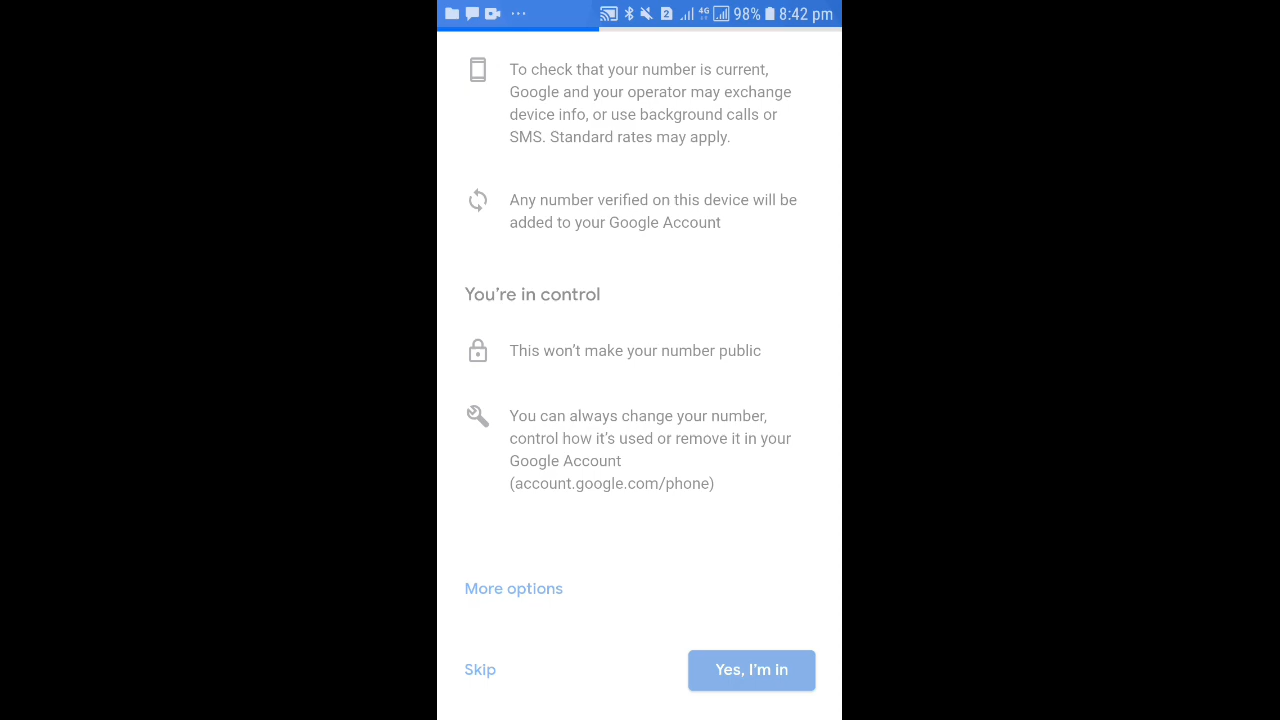 98% 8:42 pm
To check that your number is current,
Google and your operator may exchange
device info, or use background calls or
SMS. Standard rates may apply.
Any number verified on this device will be
added to your Google Account
You're in control
This won't make your number public
You can always change your number,
control how it's used or remove it in your
Google Account
(account.google.com/phone)
More options
Skip
Yes, I'm in